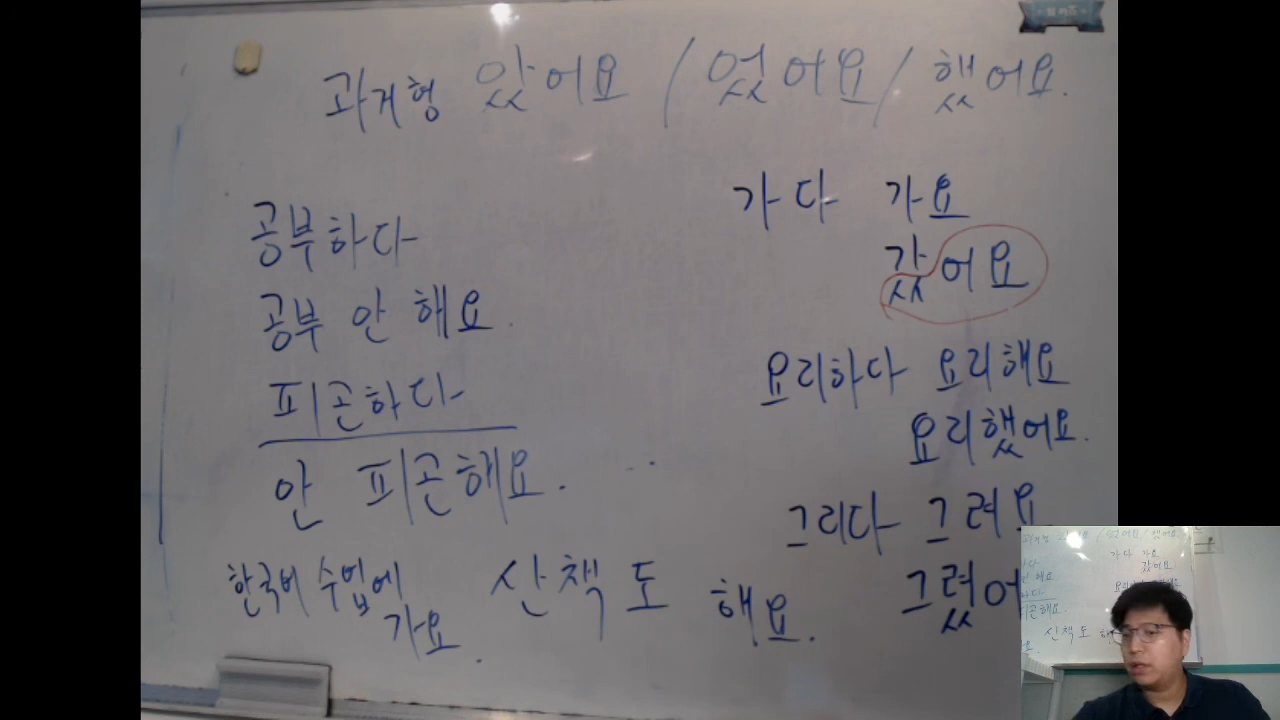 과거형 았어요 / 었어요 / 했어요.
공부하다
공부 안 해요.
피곤하다
안 피곤해요.
한국어 수업에
가요.
산책도 해요.
가다 가요
갔어요
요리하다 요리해요
요리했어요.
그리다 그려요
그렸어